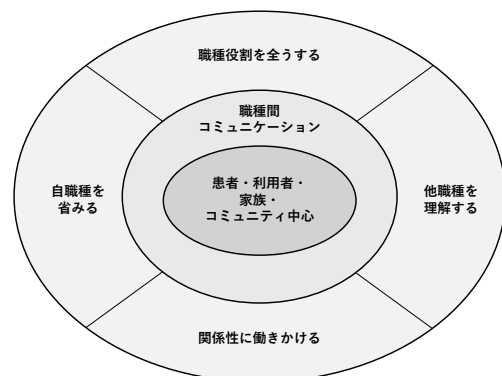 職種役割を全うする
職種間
コミュニケーション
患者・利用者・
家族・
コミュニティ中心
自職種を
省みる
他職種を
理解する
関係性に働きかける